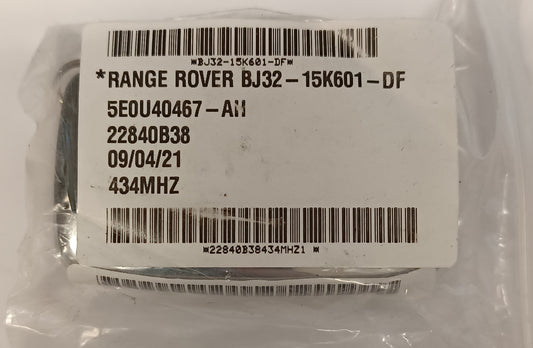 *BJ32-15K601-DF*
*RANGE ROVER BJ32-15K601-DF
5E0U40467-AH
22840B38
09/04/21
434MHZ
*22840B38434MHZ1 *